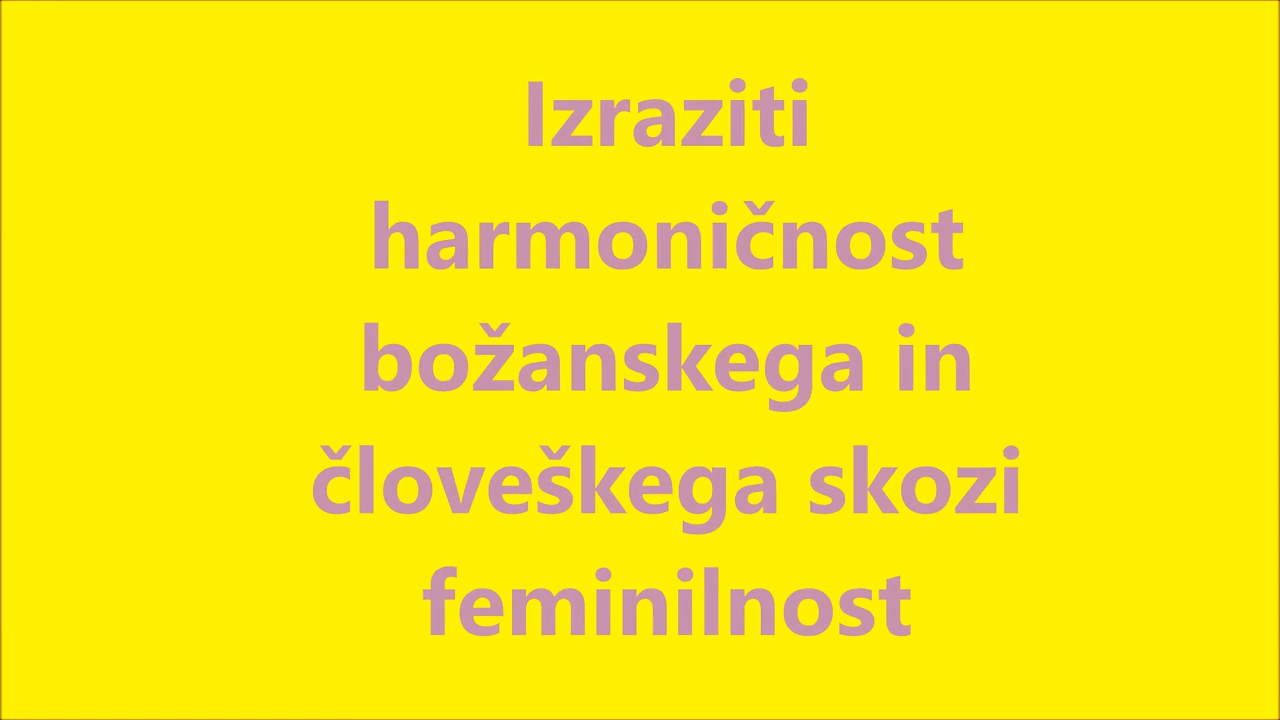 Izraziti
harmoničnost
božanskega in
človeškega skozi
feminilnost